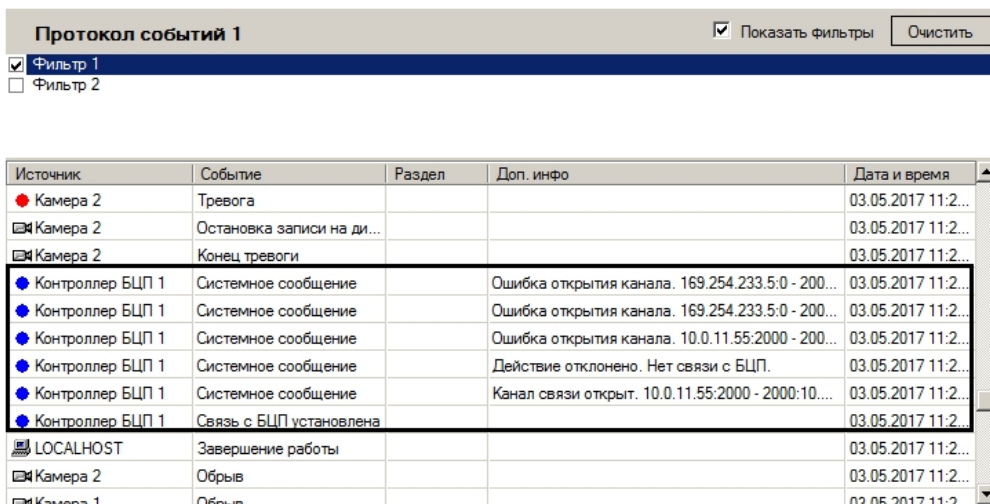 Протокол событий 1 Показать фильтры Очистить
Фильтр 1
Фильтр 2
Источник Событие Раздел Доп. инфо Дата и время
Камера 2 Тревога 03.05.2017 11:2...
Камера 2 Остановка записи на ди... 03.05.2017 11:2...
Камера 2 Конец тревоги 03.05.2017 11:2...
Контроллер БЦП 1 Системное сообщение Ошибка открытия канала. 169.254.233.5:0 - 200... 03.05.2017 11:2...
Контроллер БЦП 1 Системное сообщение Ошибка открытия канала. 169.254.233.5:0 - 200... 03.05.2017 11:2...
Контроллер БЦП 1 Системное сообщение Ошибка открытия канала. 10.0.11.55:2000 - 200... 03.05.2017 11:2...
Контроллер БЦП 1 Системное сообщение Действие отклонено. Нет связи с БЦП. 03.05.2017 11:2...
Контроллер БЦП 1 Системное сообщение Канал связи открыт. 10.0.11.55:2000 - 2000:10.... 03.05.2017 11:2...
Контроллер БЦП 1 Связь с БЦП установлена 03.05.2017 11:2...
LOCALHOST Завершение работы 03.05.2017 11:2...
Камера 2 Обрыв 03.05.2017 11:2...
Камера 1 Обрыв 03.05.2017 11:2...